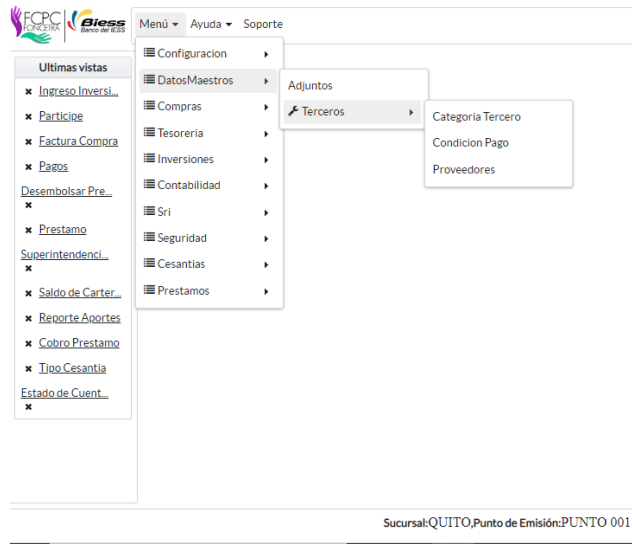 FCPC
FONCEIRA
Biess
Banco del IESS
Menú Ayuda Soporte
Ultimas vistas
Ingreso Inversi...
Participe
Factura Compra
Pagos
Desembolsar Pre...
Prestamo
Superintendenci...
Saldo de Carter...
Reporte Aportes
Cobro Prestamo
Tipo Cesantia
Estado de Cuent...
Configuracion
DatosMaestros
Compras
Tesoreria
Inversiones
Contabilidad
Sri
Seguridad
Cesantias
Prestamos
Adjuntos
Terceros
Categoria Tercero
Condicion Pago
Proveedores
Sucursal:QUITO,Punto de Emisión:PUNTO 001